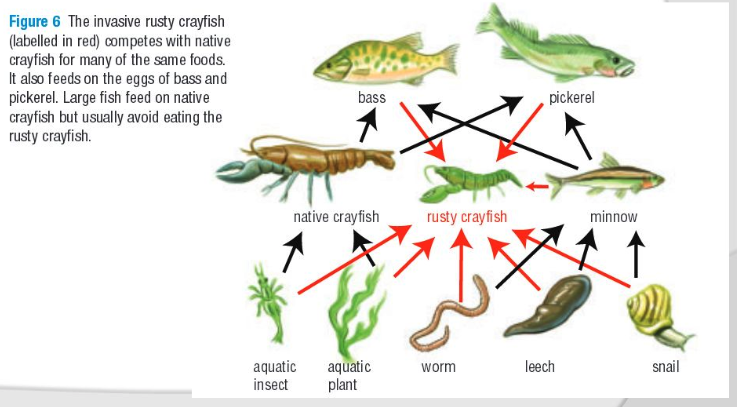 Figure 6 The invasive rusty crayfish
(labelled in red) competes with native
crayfish for many of the same foods.
It also feeds on the eggs of bass and
pickerel. Large fish feed on native
crayfish but usually avoid eating the
rusty crayfish.
bass
pickerel
native crayfish
rusty crayfish
minnow
aquatic
insect
aquatic
plant
worm
leech
snail